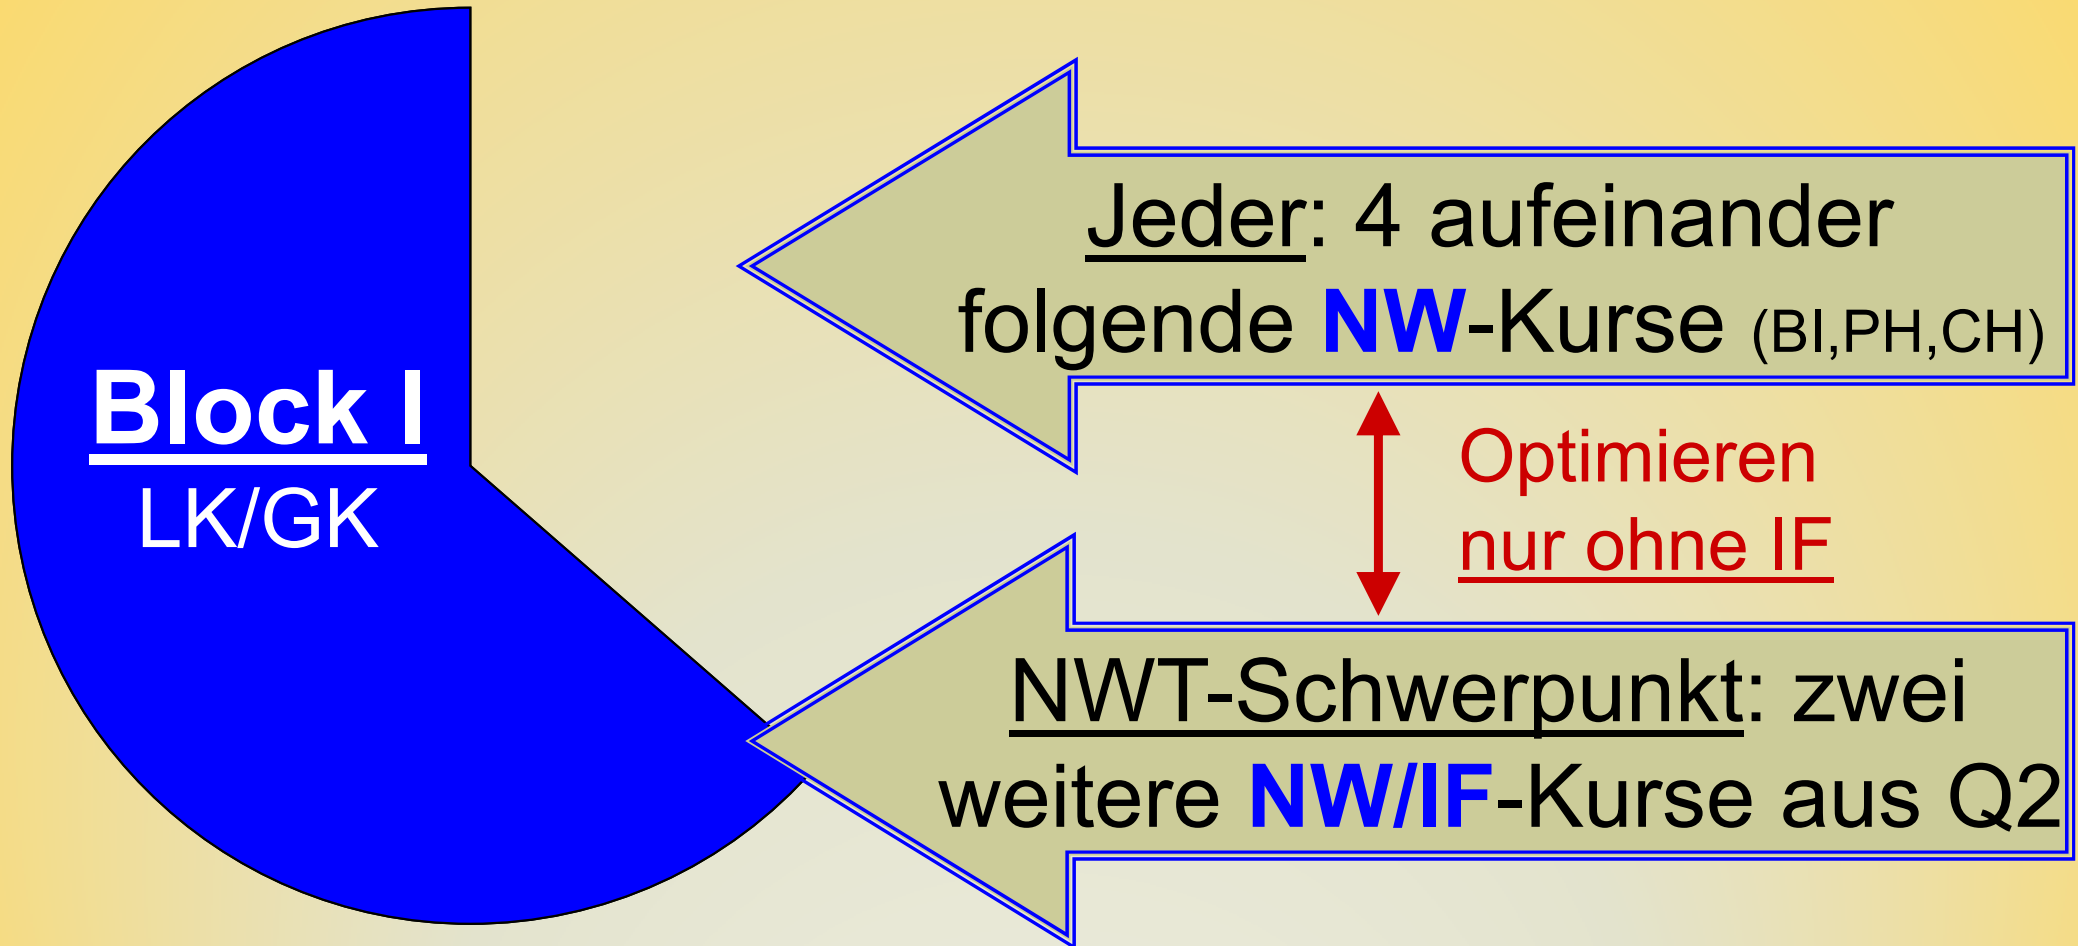 Block I
LK/GK
Jeder: 4 aufeinander
folgende NW-Kurse (BI,PH,CH)
Optimieren
nur ohne IF
NWT-Schwerpunkt: zwei
weitere NW/IF-Kurse aus Q2